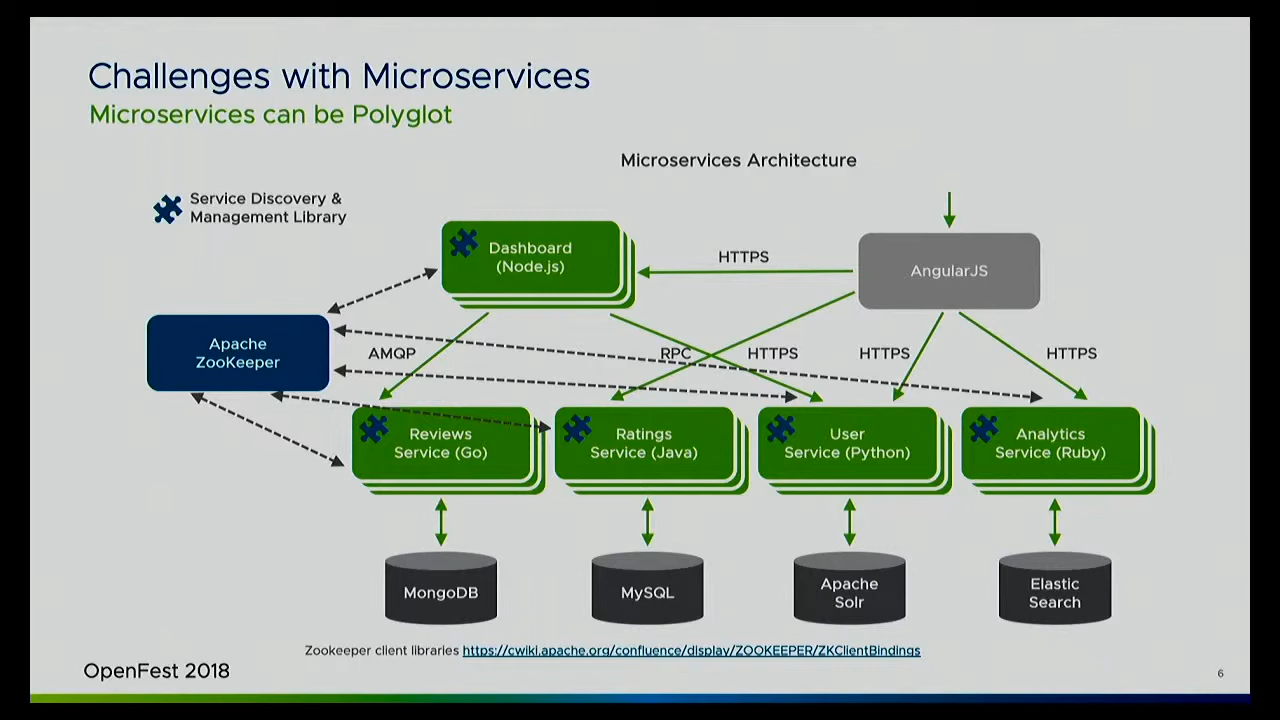 Challenges with Microservices
Microservices can be Polyglot
Microservices Architecture
Service Discovery &
Management Library
Dashboard
(Node.js)
HTTPS
AngularJS
Apache
ZooKeeper
AMQP
RPC
HTTPS
HTTPS
HTTPS
Reviews
Service (Go)
Ratings
Service (Java)
User
Service (Python)
Analytics
Service (Ruby)
MongoDB
MySQL
Apache
Solr
Elastic
Search
Zookeeper client libraries https://cwiki.apache.org/confluence/display/ZOOKEEPER/ZKClientBindings
OpenFest 2018
6